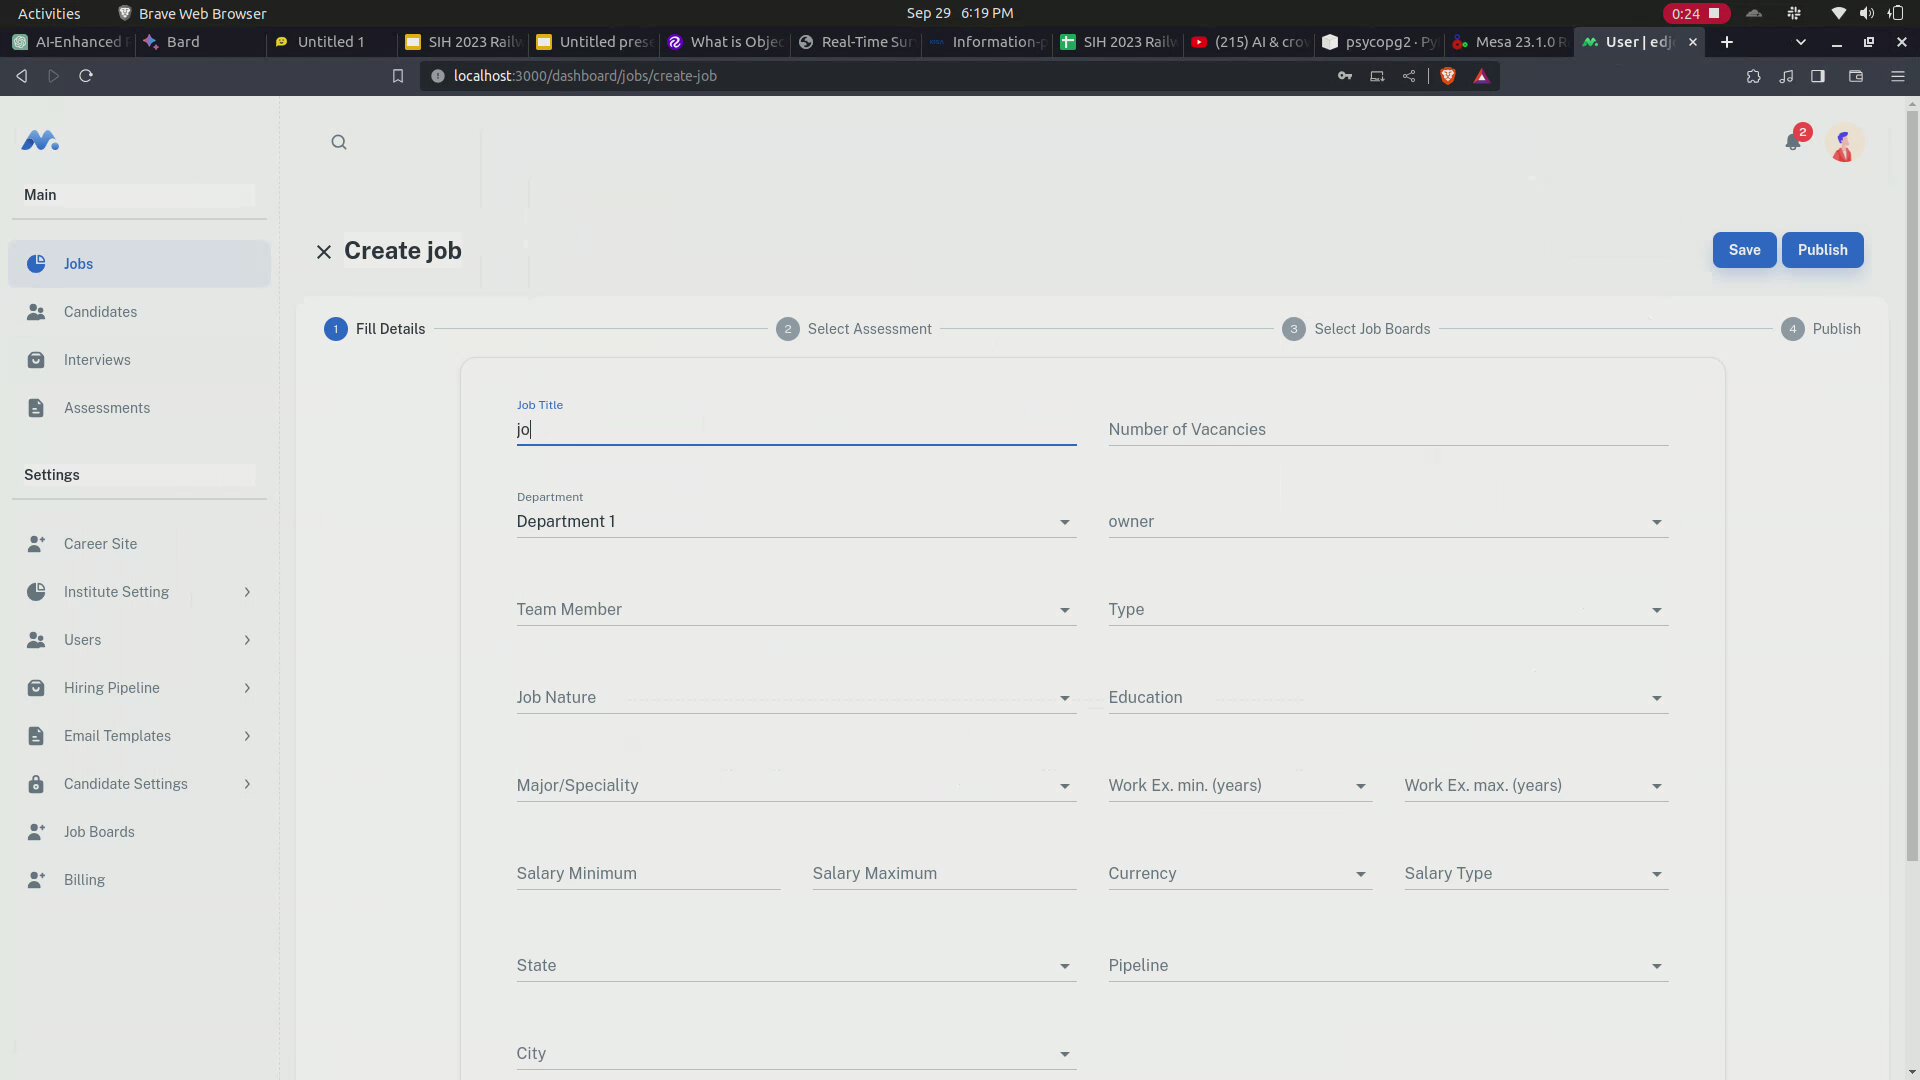 Activities
Brave Web Browser
Sep 29 6:19 PM
0:24
AI-Enhanced
Bard
Untitled 1
SIH 2023 Railw
Untitled prese
What is Objec
Real-Time Sur
Information-p
SIH 2023 Railw
(215) AI & crow
psycopg2 · Py
Mesa 23.1.0 R
User | edjo
localhost:3000/dashboard/jobs/create-job
2
Main
Create job
Save
Publish
Jobs
1 Fill Details
2 Select Assessment
3 Select Job Boards
4 Publish
Candidates
Interviews
Assessments
Job Title
jo
Number of Vacancies
Settings
Department
Department 1
owner
Career Site
Institute Setting
Team Member
Type
Users
Hiring Pipeline
Job Nature
Education
Email Templates
Candidate Settings
Major/Speciality
Work Ex. min. (years)
Work Ex. max. (years)
Job Boards
Billing
Salary Minimum
Salary Maximum
Currency
Salary Type
State
Pipeline
City